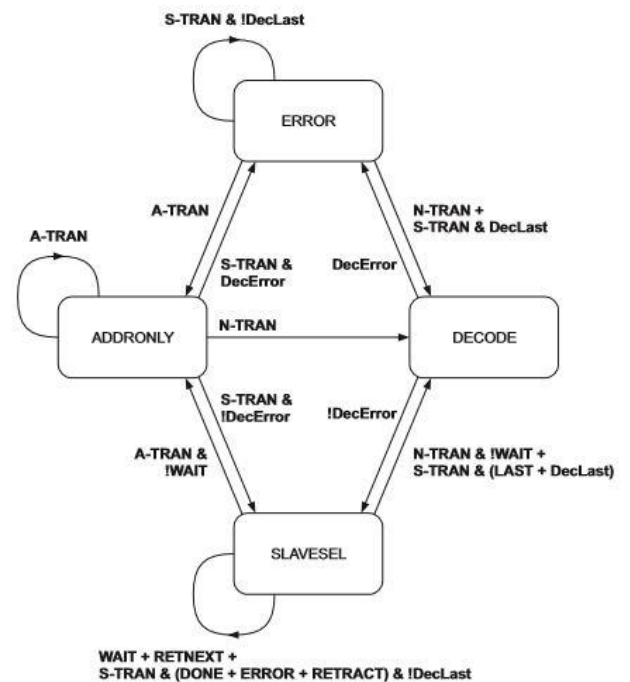 S-TRAN & !DecLast
ERROR
A-TRAN
N-TRAN +
S-TRAN & DecLast
A-TRAN
S-TRAN &
DecError
DecError
ADDRONLY
N-TRAN
DECODE
S-TRAN &
!DecError
!DecError
A-TRAN &
!WAIT
N-TRAN & !WAIT +
S-TRAN & (LAST + DecLast)
SLAVESEL
WAIT + RETNEXT +
S-TRAN & (DONE + ERROR + RETRACT) & !DecLast